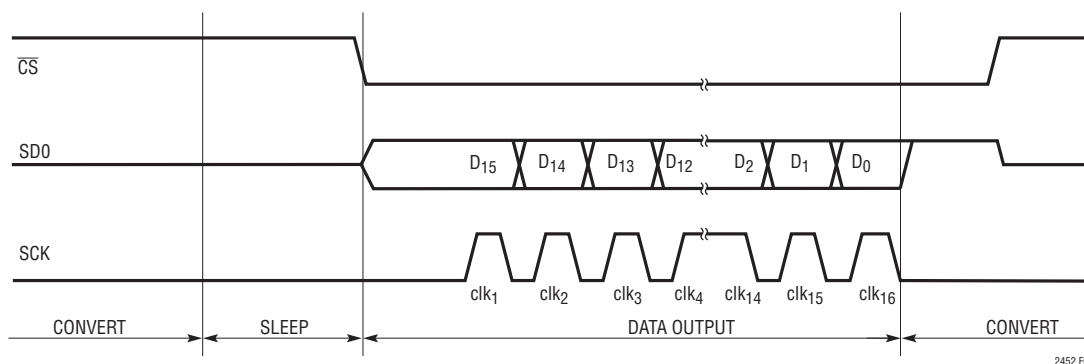 CS
SD0
D15 D14 D13 D12 D2 D1 D0
SCK
clk1 clk2 clk3 clk4 clk14 clk15 clk16
CONVERT SLEEP DATA OUTPUT CONVERT
2452 F